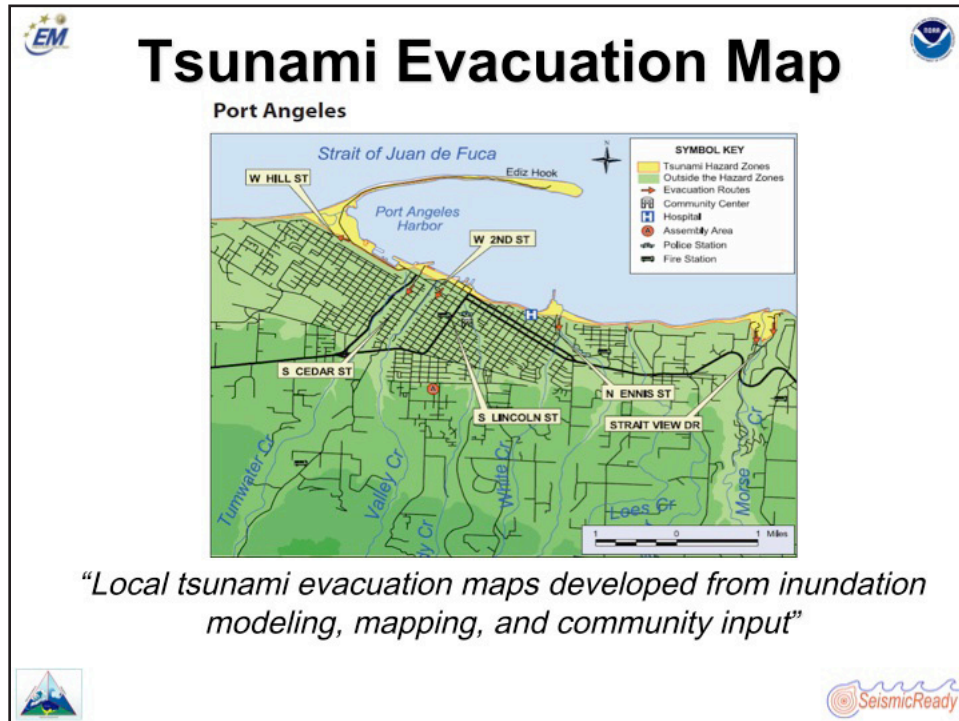 EM
NOAA
Tsunami Evacuation Map
Port Angeles
Strait of Juan de Fuca
N
SYMBOL KEY
Tsunami Hazard Zones
Outside the Hazard Zones
Evacuation Routes
Community Center
H Hospital
A Assembly Area
Police Station
Fire Station
W HILL ST
Ediz Hook
Port Angeles
Harbor
W 2ND ST
H
S CEDAR ST
A
S LINCOLN ST
N ENNIS ST
STRAIT VIEW DR
Tumwater Cr
Valley Cr
dy Cr
White Cr
Lees Cr
Morse Cr
1 0 1 Miles
“Local tsunami evacuation maps developed from inundation
modeling, mapping, and community input”
SeismicReady